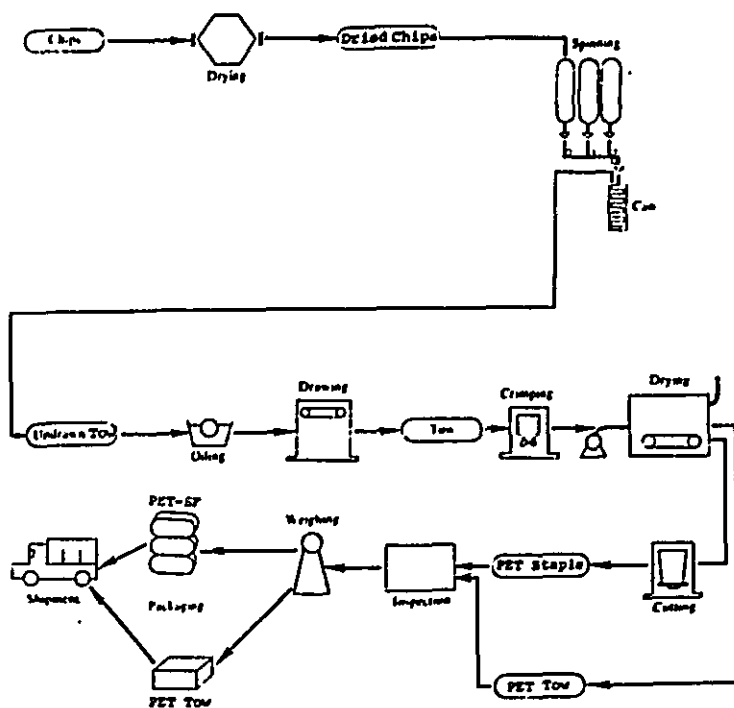 Chips
Drying
Dried Chips
Spinning
Can
Undrawn Tow
Oiling
Drawing
Tow
Crimping
Drying
PET-SF
Weighing
Shipment
Packaging
Inspection
PET Staple
Cutting
PET Tow
PET Tow